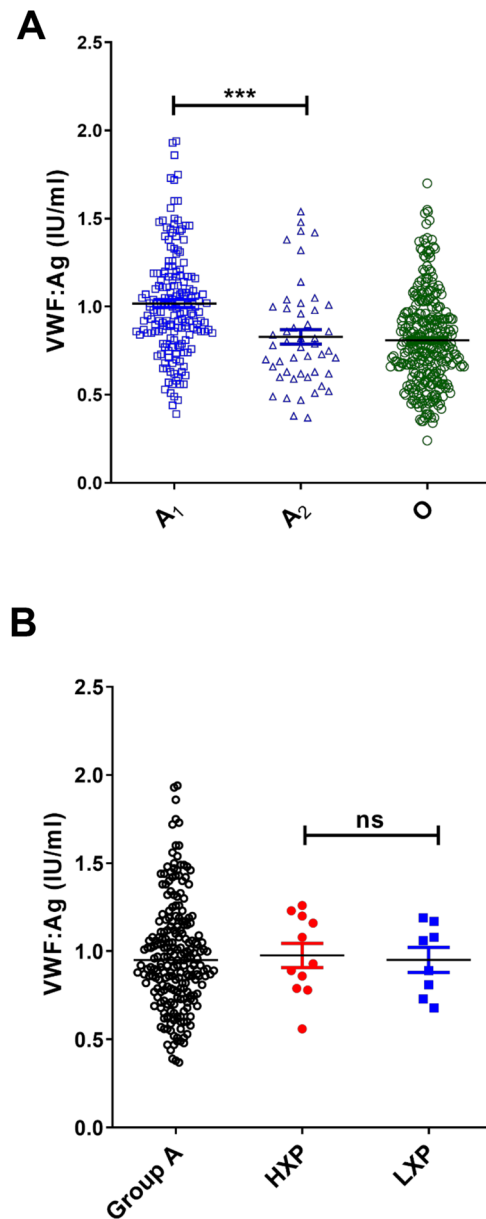 A
VWF:Ag (IU/ml)
2.5
2.0
1.5
1.0
0.5
0.0
***
A₁
A₂
O
B
VWF:Ag (IU/ml)
2.5
2.0
1.5
1.0
0.5
0.0
ns
Group A
HXP
LXP